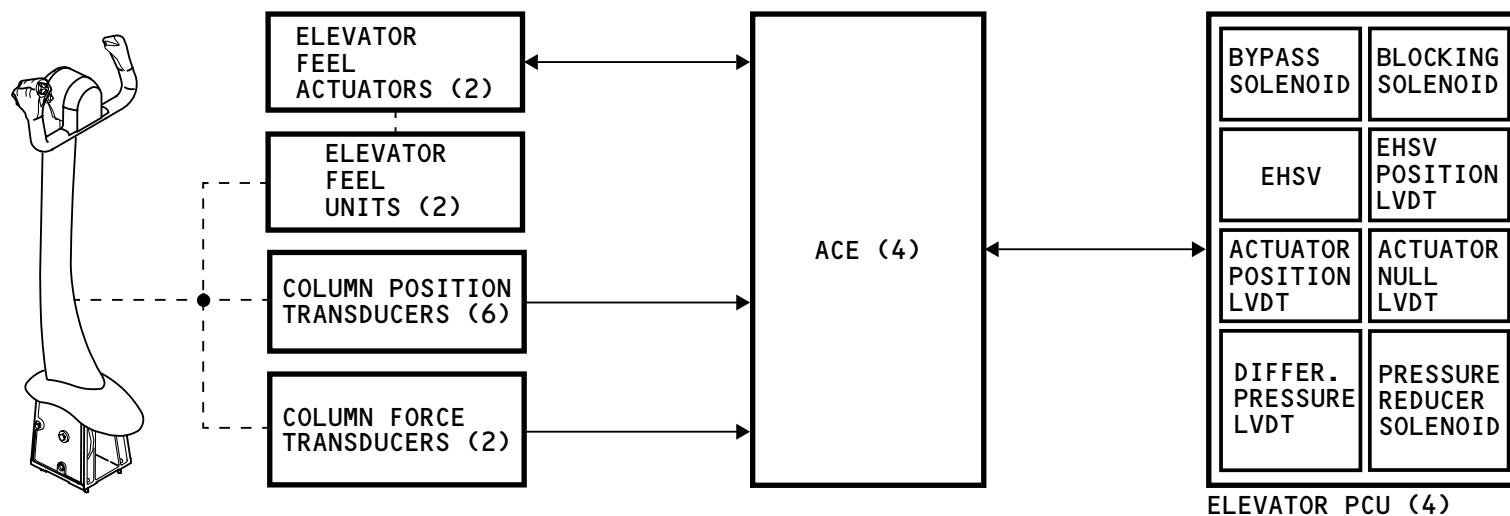 ELEVATOR
FEEL
ACTUATORS (2)
ELEVATOR
FEEL
UNITS (2)
COLUMN POSITION
TRANSDUCERS (6)
COLUMN FORCE
TRANSDUCERS (2)
ACE (4)
BYPASS
SOLENOID
BLOCKING
SOLENOID
EHSV
EHSV
POSITION
LVDT
ACTUATOR
POSITION
LVDT
ACTUATOR
NULL
LVDT
DIFFER.
PRESSURE
LVDT
PRESSURE
REDUCER
SOLENOID
ELEVATOR PCU (4)